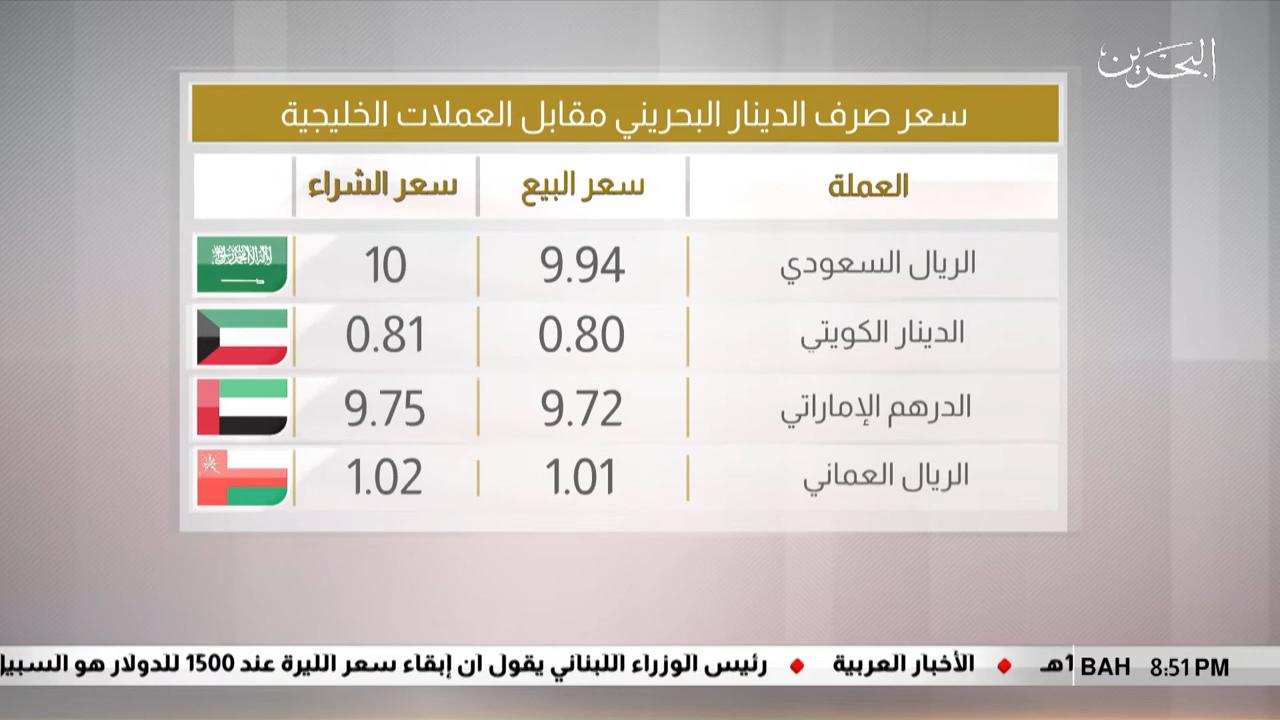 البحرين
سعر صرف الدينار البحريني مقابل العملات الخليجية
العملة سعر البيع سعر الشراء
الريال السعودي 9.94 10
الدينار الكويتي 0.80 0.81
الدرهم الإماراتي 9.72 9.75
الريال العماني 1.01 1.02
BAH 8:51 PM
1هـ ♦ الأخبار العربية ♦ رئيس الوزراء اللبناني يقول ان إبقاء سعر الليرة عند 1500 للدولار هو السبيل